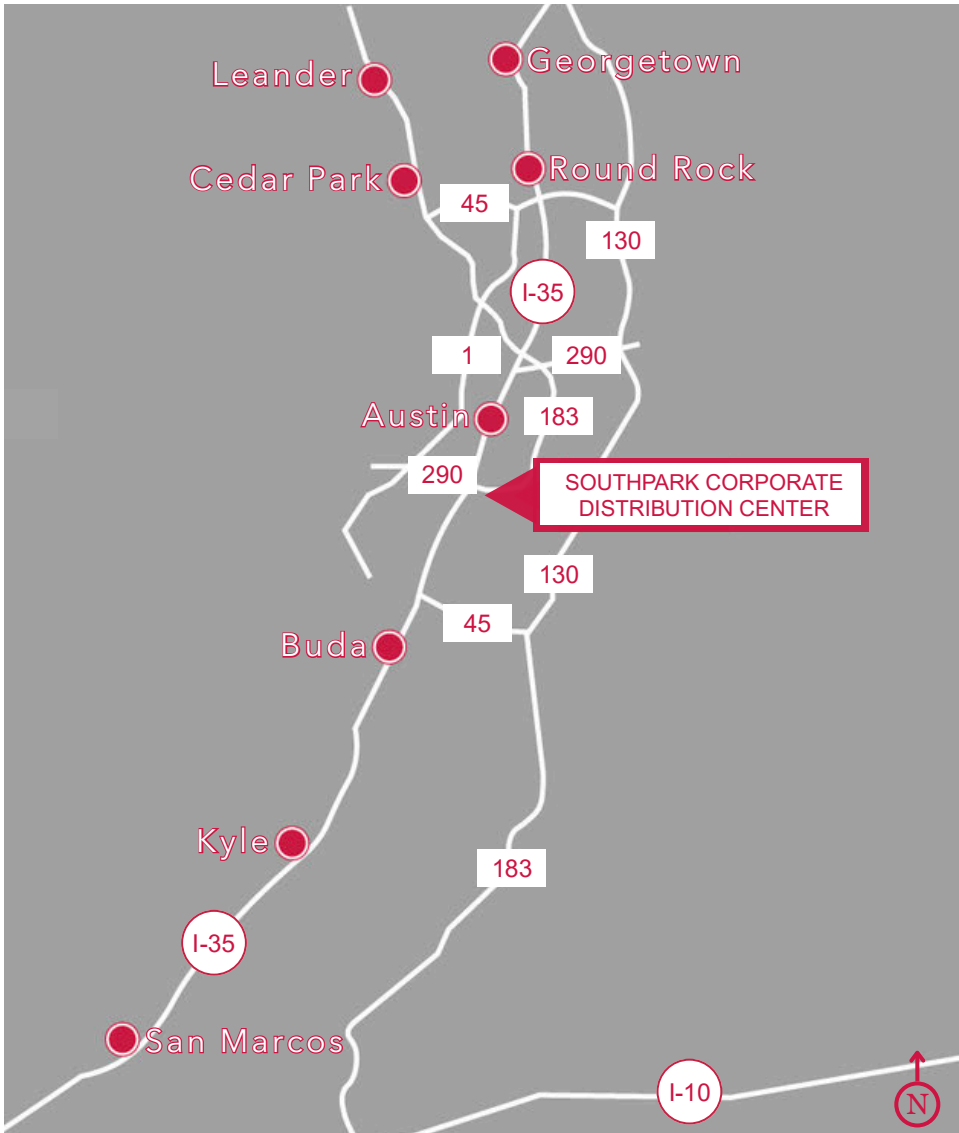 Georgetown
Leander
Round Rock
Cedar Park
45
130
I-35
1
290
Austin
183
290
SOUTHPARK CORPORATE
DISTRIBUTION CENTER
130
45
Buda
Kyle
183
I-35
San Marcos
I-10
N